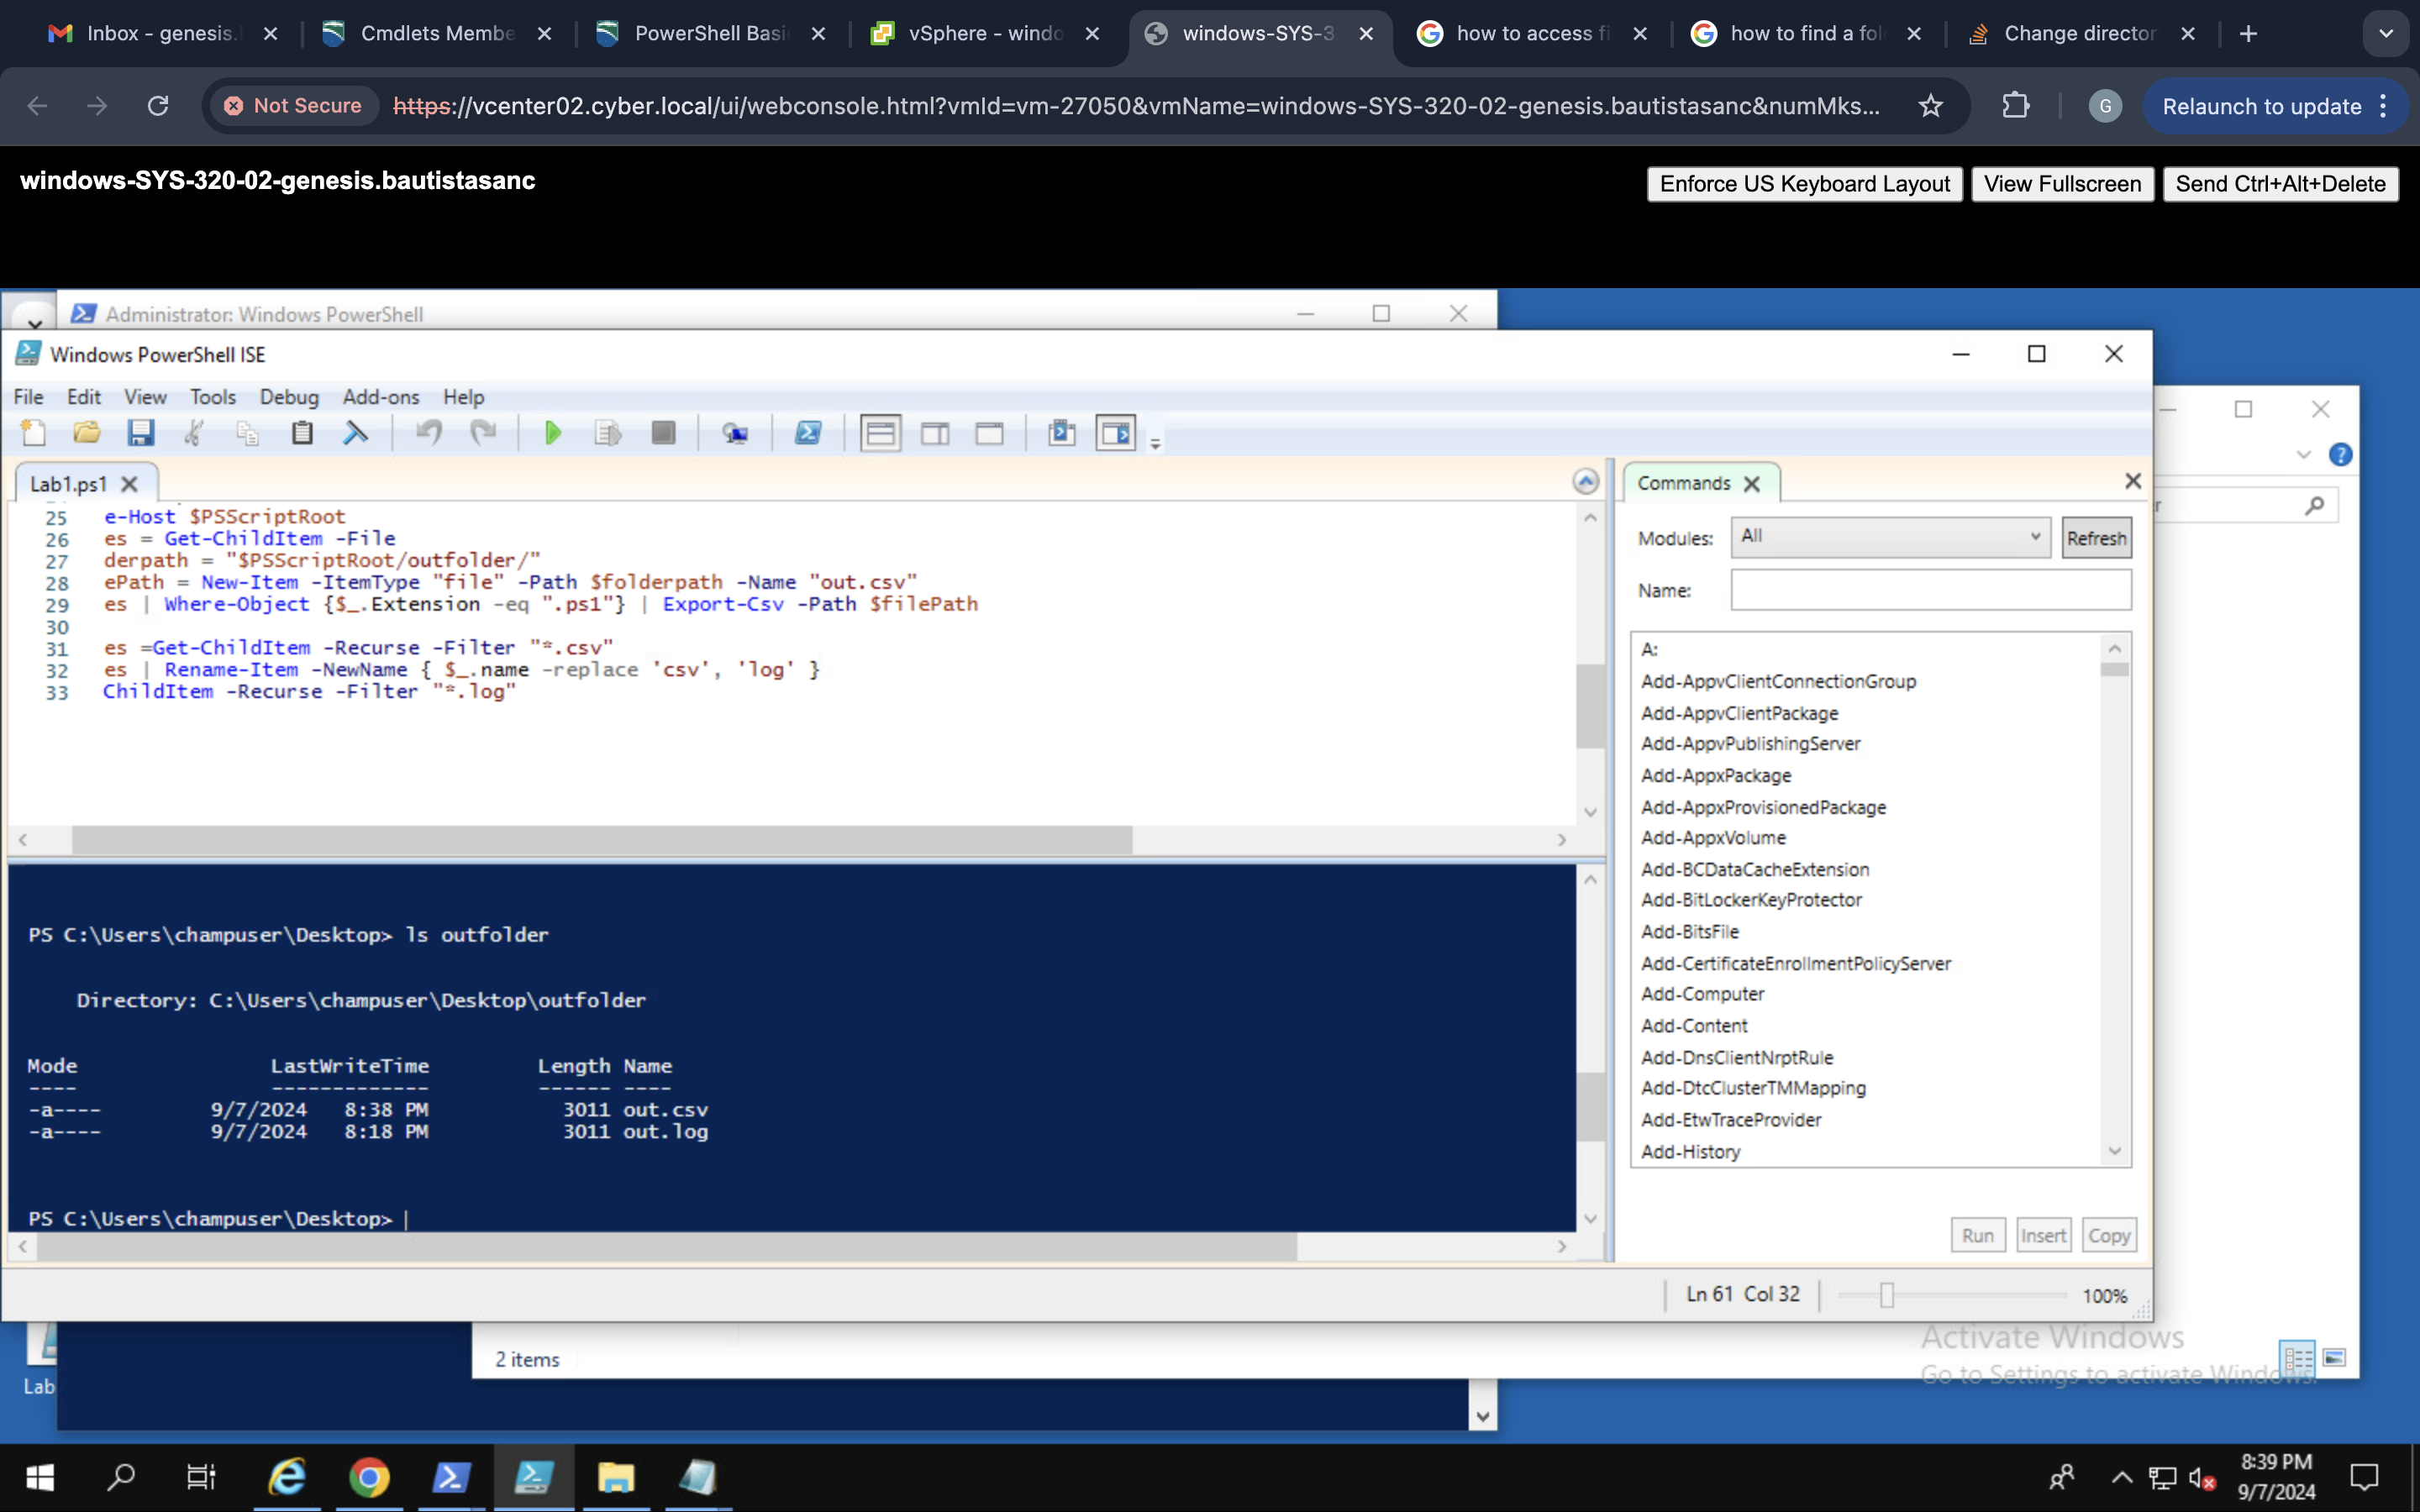 Inbox - genesis.
Cmdlets Membe
PowerShell Basi
vSphere - windo
windows-SYS-3
how to access fi
how to find a fol
Change director
Not Secure
https://vcenter02.cyber.local/ui/webconsole.html?vmId=vm-27050&vmName=windows-SYS-320-02-genesis.bautistasanc&numMks...
G
Relaunch to update
windows-SYS-320-02-genesis.bautistasanc
Enforce US Keyboard Layout
View Fullscreen
Send Ctrl+Alt+Delete
Administrator: Windows PowerShell
Windows PowerShell ISE
File Edit View Tools Debug Add-ons Help
Lab1.ps1
25 e-Host $PSScriptRoot
26 es = Get-ChildItem -File
27 derpath = "$PSScriptRoot/outfolder/"
28 ePath = New-Item -ItemType "file" -Path $folderpath -Name "out.csv"
29 es | Where-Object {$_.Extension -eq ".ps1"} | Export-Csv -Path $filePath
30
31 es =Get-ChildItem -Recurse -Filter "*.csv"
32 es | Rename-Item -NewName { $_.name -replace 'csv', 'log' }
33 ChildItem -Recurse -Filter "*.log"
PS C:\Users\champuser\Desktop> ls outfolder
Directory: C:\Users\champuser\Desktop\outfolder
Mode LastWriteTime Length Name
---- ------------- ------ ----
-a---- 9/7/2024 8:38 PM 3011 out.csv
-a---- 9/7/2024 8:18 PM 3011 out.log
PS C:\Users\champuser\Desktop>
Commands
Modules: All Refresh
Name:
A:
Add-AppvClientConnectionGroup
Add-AppvClientPackage
Add-AppvPublishingServer
Add-AppxPackage
Add-AppxProvisionedPackage
Add-AppxVolume
Add-BCDataCacheExtension
Add-BitLockerKeyProtector
Add-BitsFile
Add-CertificateEnrollmentPolicyServer
Add-Computer
Add-Content
Add-DnsClientNrptRule
Add-DtcClusterTMMapping
Add-EtwTraceProvider
Add-History
Run Insert Copy
Ln 61 Col 32
100%
Activate Windows
Go to Settings to activate Windows.
2 items
Lab
8:39 PM
9/7/2024